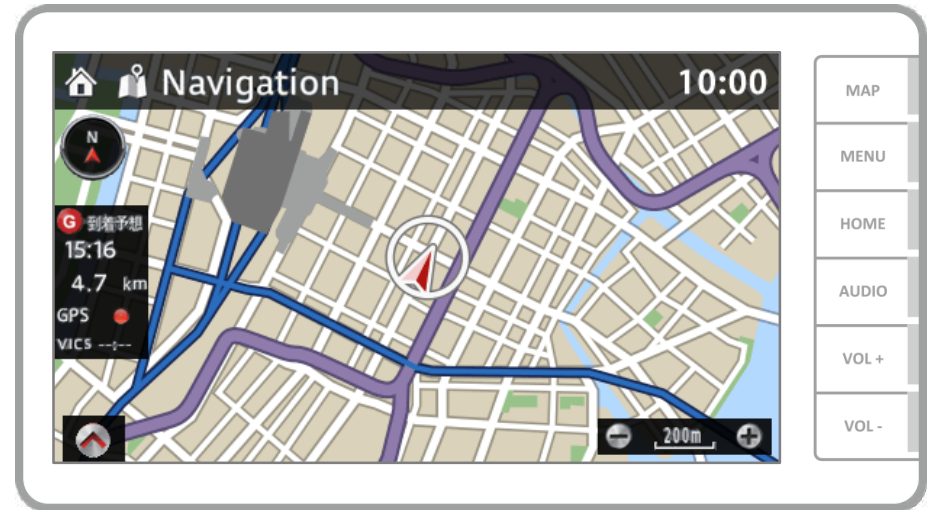 Navigation
10:00
N
G 到着予想
15:16
4.7 km
GPS
VICS --:--
200m
MAP
MENU
HOME
AUDIO
VOL +
VOL -